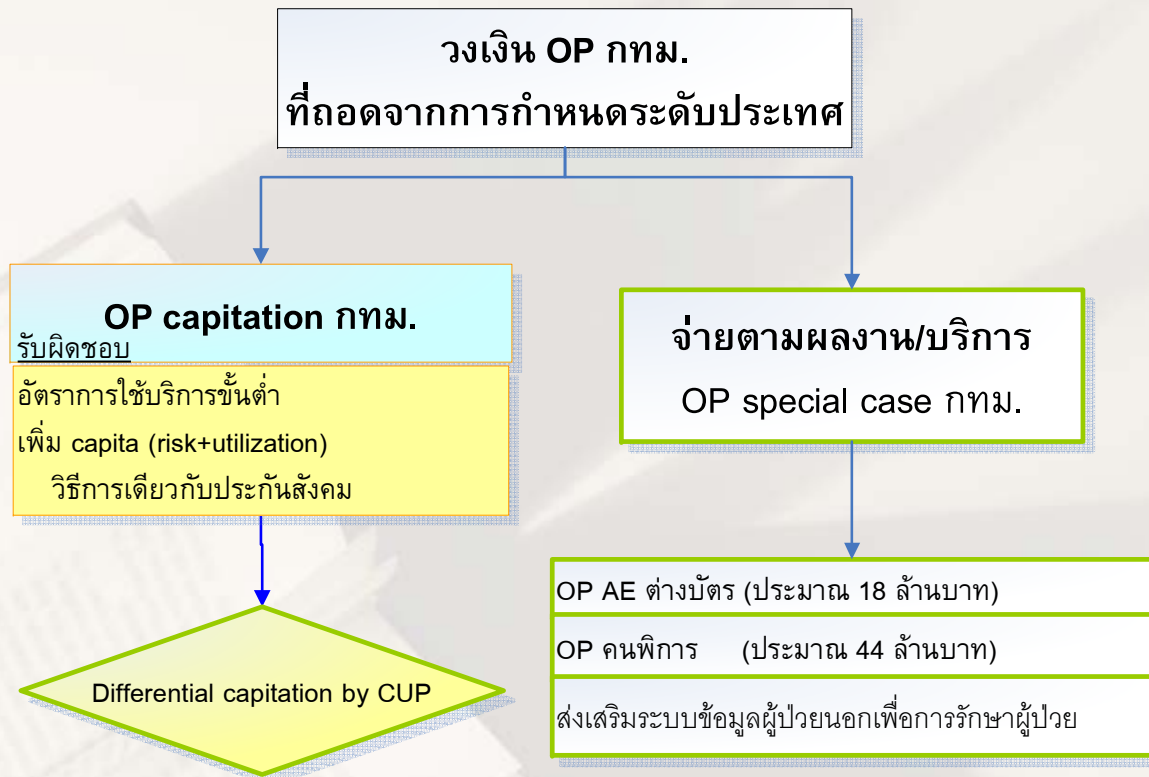 วงเงิน OP กทม.
ที่ถอดจากการกำหนดระดับประเทศ
OP capitation กทม.
รับผิดชอบ
อัตราการใช้บริการขั้นต่ำ
เพิ่ม capita (risk+utilization)
วิธีการเดียวกับประกันสังคม
Differential capitation by CUP
จ่ายตามผลงาน/บริการ
OP special case กทม.
OP AE ต่างบัตร (ประมาณ 18 ล้านบาท)
OP คนพิการ (ประมาณ 44 ล้านบาท)
ส่งเสริมระบบข้อมูลผู้ป่วยนอกเพื่อการรักษาผู้ป่วย